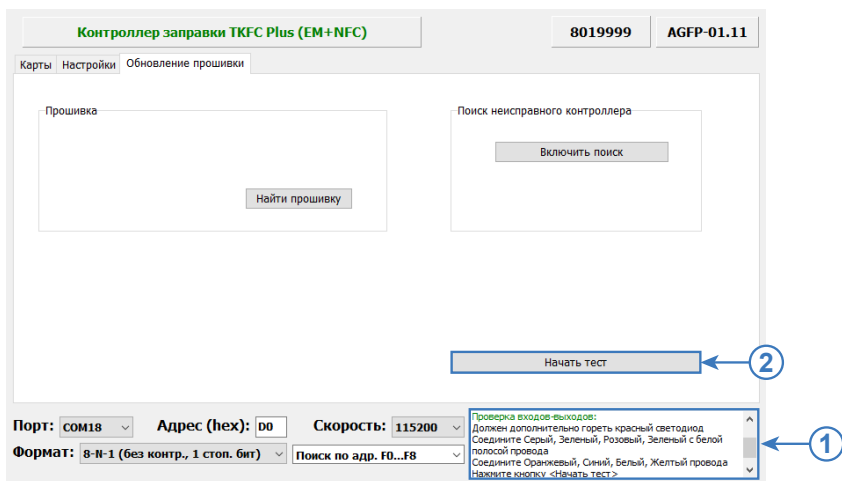 Контроллер заправки TKFC Plus (EM+NFC)
8019999
AGFP-01.11
Карты Настройки Обновление прошивки
Прошивка
Поиск неисправного контроллера
Включить поиск
Найти прошивку
Начать тест
2
Порт: COM18 Адрес (hex): D0 Скорость: 115200
Формат: 8-N-1 (без контр., 1 стоп. бит) Поиск по адр. F0...F8
Проверка входов-выходов:
Должен дополнительно гореть красный светодиод
Соедините Серый, Зеленый, Розовый, Зеленый с белой
полосой провода
Соедините Оранжевый, Синий, Белый, Желтый провода
Нажмите кнопку <Начать тест>
1